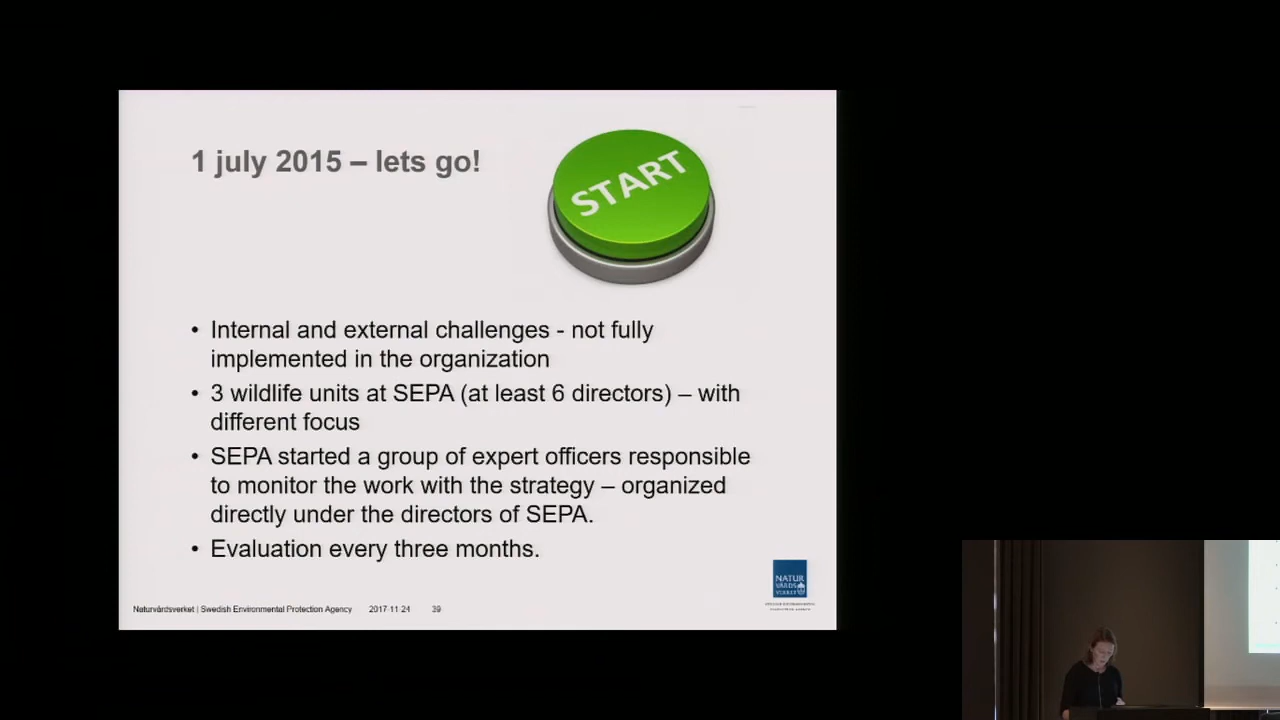 1 july 2015 – lets go!
START
• Internal and external challenges - not fully
implemented in the organization
• 3 wildlife units at SEPA (at least 6 directors) – with
different focus
• SEPA started a group of expert officers responsible
to monitor the work with the strategy – organized
directly under the directors of SEPA.
• Evaluation every three months.
NATUR
VÅRDS
VERKET
Naturvårdsverket | Swedish Environmental Protection Agency 2017-11-24 39